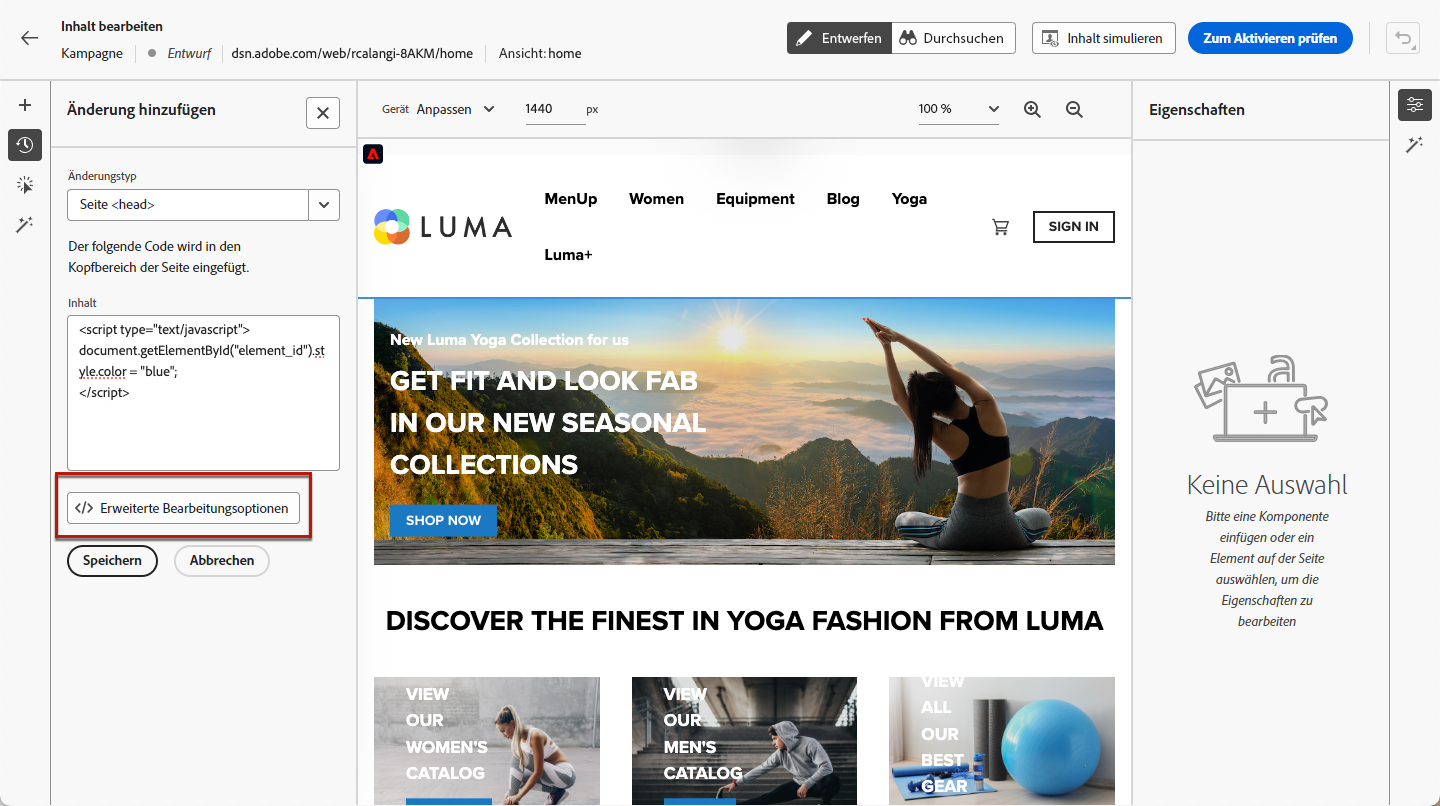 Inhalt bearbeiten
Kampagne Entwurf dsn.adobe.com/web/rcalangi-8AKM/home Ansicht: home
Entwerfen Durchsuchen Inhalt simulieren Zum Aktivieren prüfen
Änderung hinzufügen
Änderungstyp
Seite <head>
Der folgende Code wird in den
Kopfbereich der Seite eingefügt.
Inhalt
<script type="text/javascript">
document.getElementById("element_id").st
yle.color = "blue";
</script>
Erweiterte Bearbeitungsoptionen
Speichern Abbrechen
Gerät Anpassen 1440 px 100 %
LUMA
MenUp Women Equipment Blog Yoga
Luma+
SIGN IN
New Luma Yoga Collection for us
GET FIT AND LOOK FAB
IN OUR NEW SEASONAL
COLLECTIONS
SHOP NOW
DISCOVER THE FINEST IN YOGA FASHION FROM LUMA
VIEW
OUR
WOMEN'S
CATALOG
VIEW
OUR
MEN'S
CATALOG
VIEW
ALL
OUR
BEST
GEAR
Eigenschaften
Keine Auswahl
Bitte eine Komponente
einfügen oder ein
Element auf der Seite
auswählen, um die
Eigenschaften zu
bearbeiten